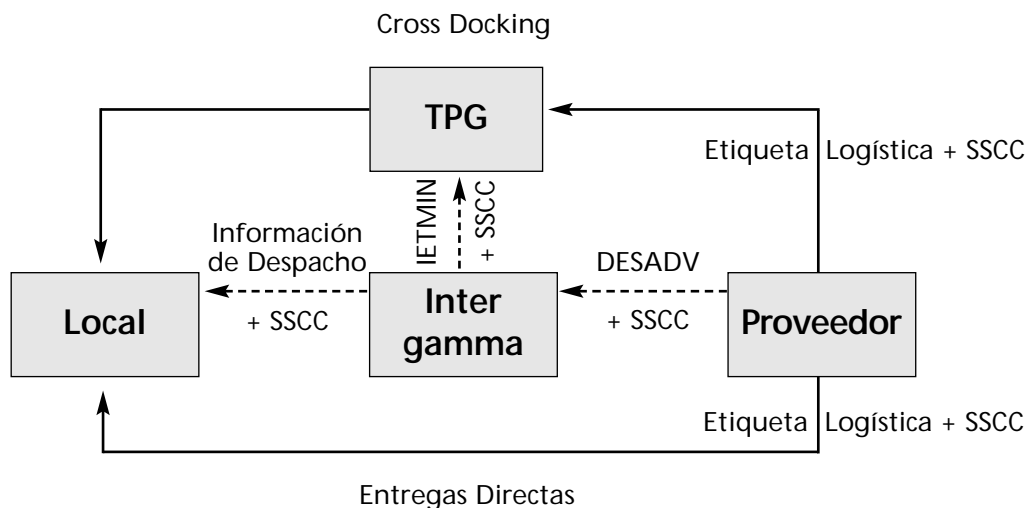 Cross Docking
TPG
Etiqueta Logística + SSCC
IETMIN
+ SSCC
Información
de Despacho
+ SSCC
DESADV
+ SSCC
Local
Inter
gamma
Proveedor
Etiqueta Logística + SSCC
Entregas Directas